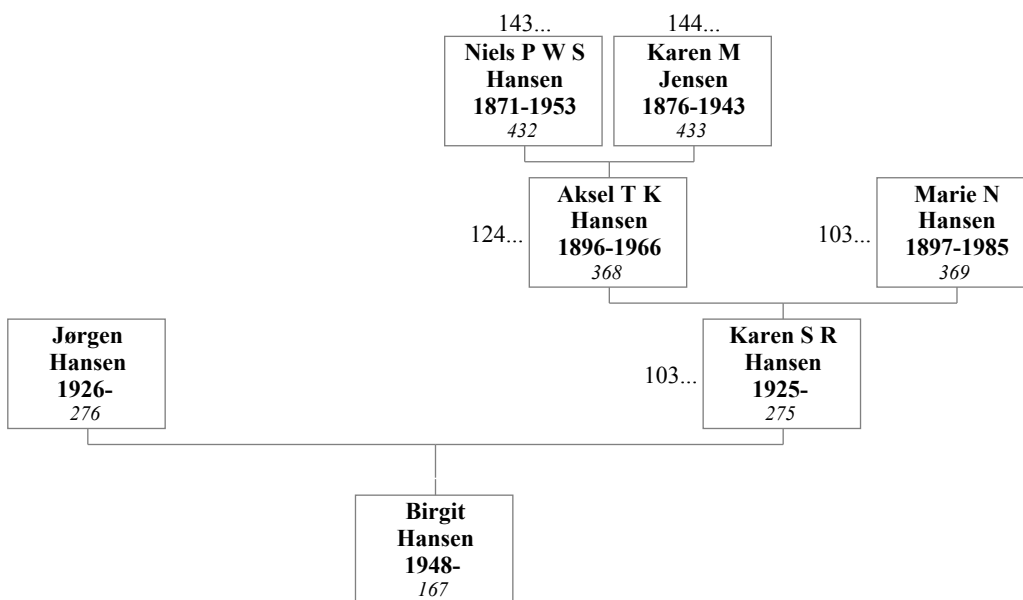 143...
Niels P W S
Hansen
1871-1953
432
144...
Karen M
Jensen
1876-1943
433
124...
Aksel T K
Hansen
1896-1966
368
103...
Marie N
Hansen
1897-1985
369
Jørgen
Hansen
1926-
276
103...
Karen S R
Hansen
1925-
275
Birgit
Hansen
1948-
167